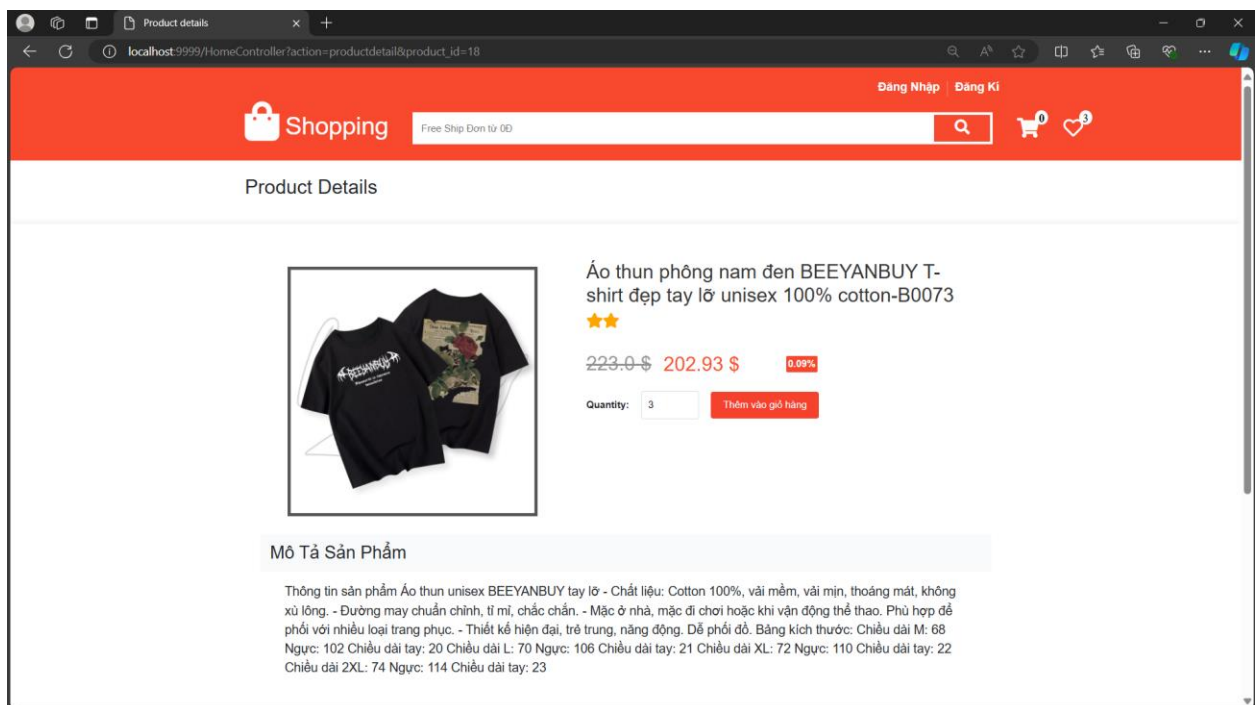 Product details
localhost:9999/HomeController?action=productdetail&product_id=18
Đăng Nhập Đăng Kí
Shopping
Free Ship Đơn từ 0Đ
0
3
Product Details
Áo thun phông nam đen BEEYANBUY T-
shirt đẹp tay lỡ unisex 100% cotton-B0073
223.0 $ 202.93 $ 0.09%
Quantity: 3 Thêm vào giỏ hàng
BEEYANBUY
Mô Tả Sản Phẩm
Thông tin sản phẩm Áo thun unisex BEEYANBUY tay lỡ - Chất liệu: Cotton 100%, vải mềm, vải mịn, thoáng mát, không
xù lông. - Đường may chuẩn chỉnh, tỉ mỉ, chắc chắn. - Mặc ở nhà, mặc đi chơi hoặc khi vận động thể thao. Phù hợp để
phối với nhiều loại trang phục. - Thiết kế hiện đại, trẻ trung, năng động. Dễ phối đồ. Bảng kích thước: Chiều dài M: 68
Ngực: 102 Chiều dài tay: 20 Chiều dài L: 70 Ngực: 106 Chiều dài tay: 21 Chiều dài XL: 72 Ngực: 110 Chiều dài tay: 22
Chiều dài 2XL: 74 Ngực: 114 Chiều dài tay: 23